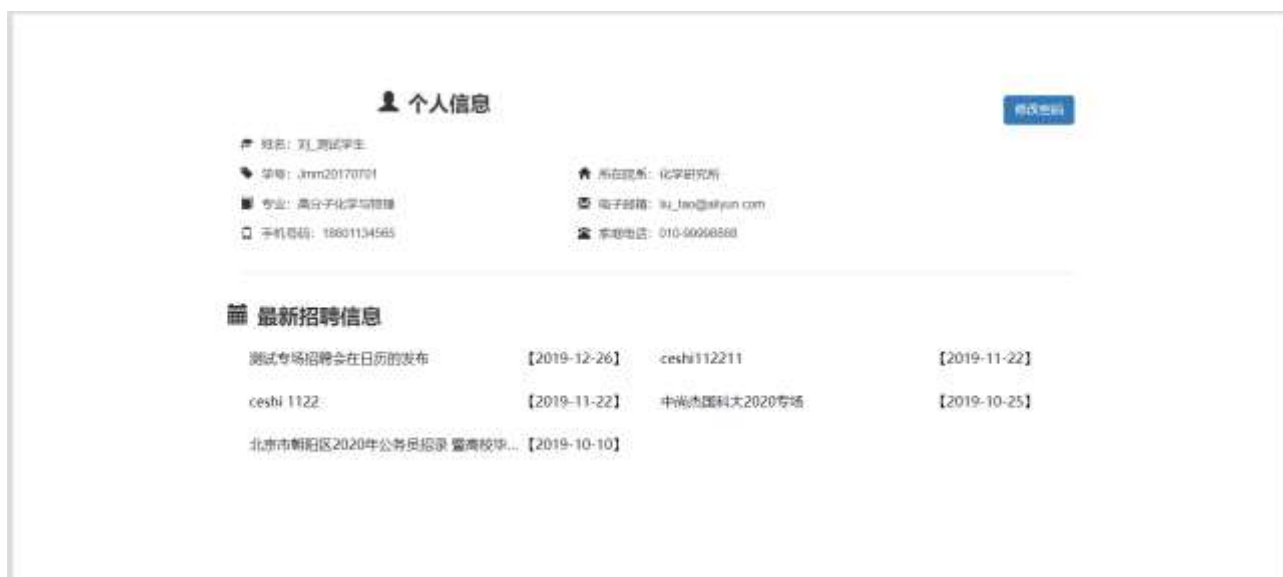 个人信息
修改密码
姓名：刘_测试学生
学号：Jimm20170701 所在院所：化学研究所
专业：高分子化学与物理 电子邮箱：liu_tao@aliyun.com
手机号码：18601134565 家庭电话：010-99998888
最新招聘信息
测试专场招聘会在日历的发布 【2019-12-26】 ceshi112211 【2019-11-22】
ceshi 1122 【2019-11-22】 中尚杰国科大2020专场 【2019-10-25】
北京市朝阳区2020年公务员招录 暨高校毕... 【2019-10-10】